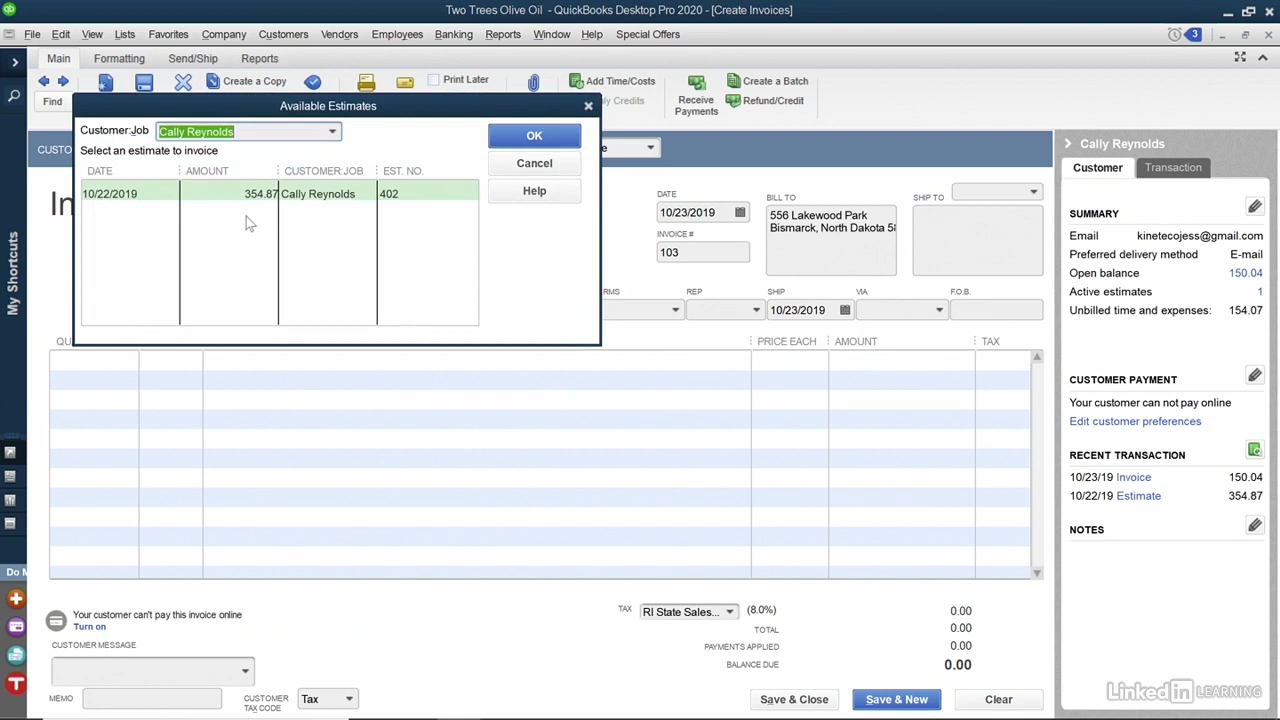 Two Trees Olive Oil - QuickBooks Desktop Pro 2020 - [Create Invoices]
File Edit View Lists Favorites Company Customers Vendors Employees Banking Reports Window Help Special Offers 3
Main Formatting Send/Ship Reports
Find
Create a Copy
Print Later
Add Time/Costs
Receive Payments
Create a Batch
Refund/Credit
Available Estimates
Customer:Job Cally Reynolds
Select an estimate to invoice
DATE AMOUNT CUSTOMER:JOB EST. NO.
10/22/2019 354.87 Cally Reynolds 402
OK
Cancel
Help
My Shortcuts
DATE
10/23/2019
INVOICE #
103
BILL TO
556 Lakewood Park
Bismarck, North Dakota
SHIP TO
REP SHIP VIA F.O.B.
10/23/2019
PRICE EACH AMOUNT TAX
Your customer can't pay this invoice online
Turn on
CUSTOMER MESSAGE
MEMO
CUSTOMER TAX CODE Tax
TAX RI State Sales... (8.0%) 0.00
TOTAL 0.00
PAYMENTS APPLIED 0.00
BALANCE DUE 0.00
Save & Close Save & New Clear
Cally Reynolds
Customer Transaction
SUMMARY
Email kinetecojess@gmail.com
Preferred delivery method E-mail
Open balance 150.04
Active estimates 1
Unbilled time and expenses: 154.07
CUSTOMER PAYMENT
Your customer can not pay online
Edit customer preferences
RECENT TRANSACTION
10/23/19 Invoice 150.04
10/22/19 Estimate 354.87
NOTES
LinkedIn LEARNING